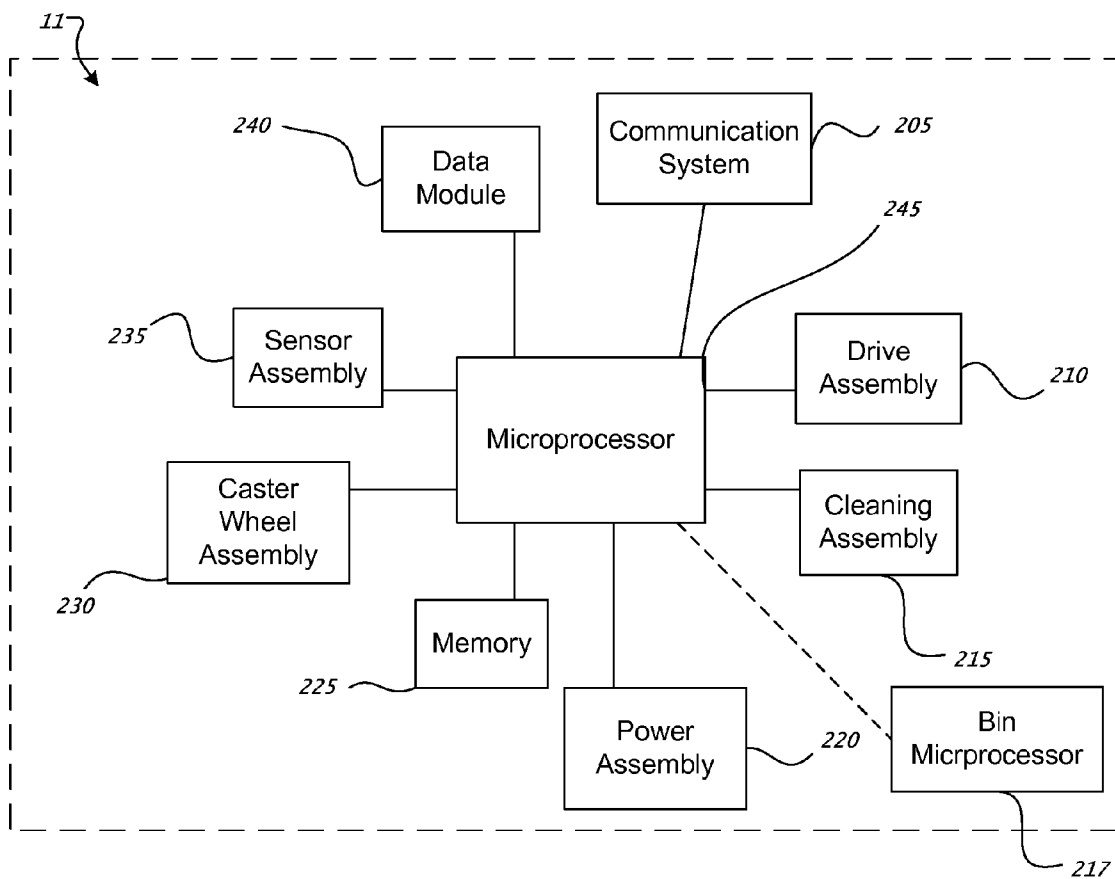 11
240
Data
Module
Communication
System
205
245
235
Sensor
Assembly
Drive
Assembly
210
Microprocessor
Caster
Wheel
Assembly
230
Cleaning
Assembly
215
Memory
225
Power
Assembly
220
Bin
Micrprocessor
217